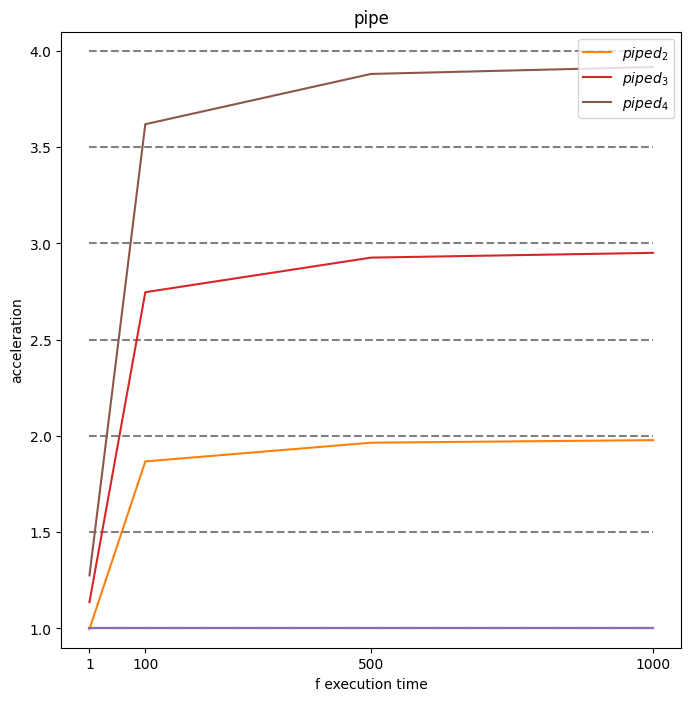 pipe
4.0
3.5
3.0
2.5
2.0
1.5
1.0
acceleration
1 100 500 1000
f execution time
piped₂
piped₃
piped₄